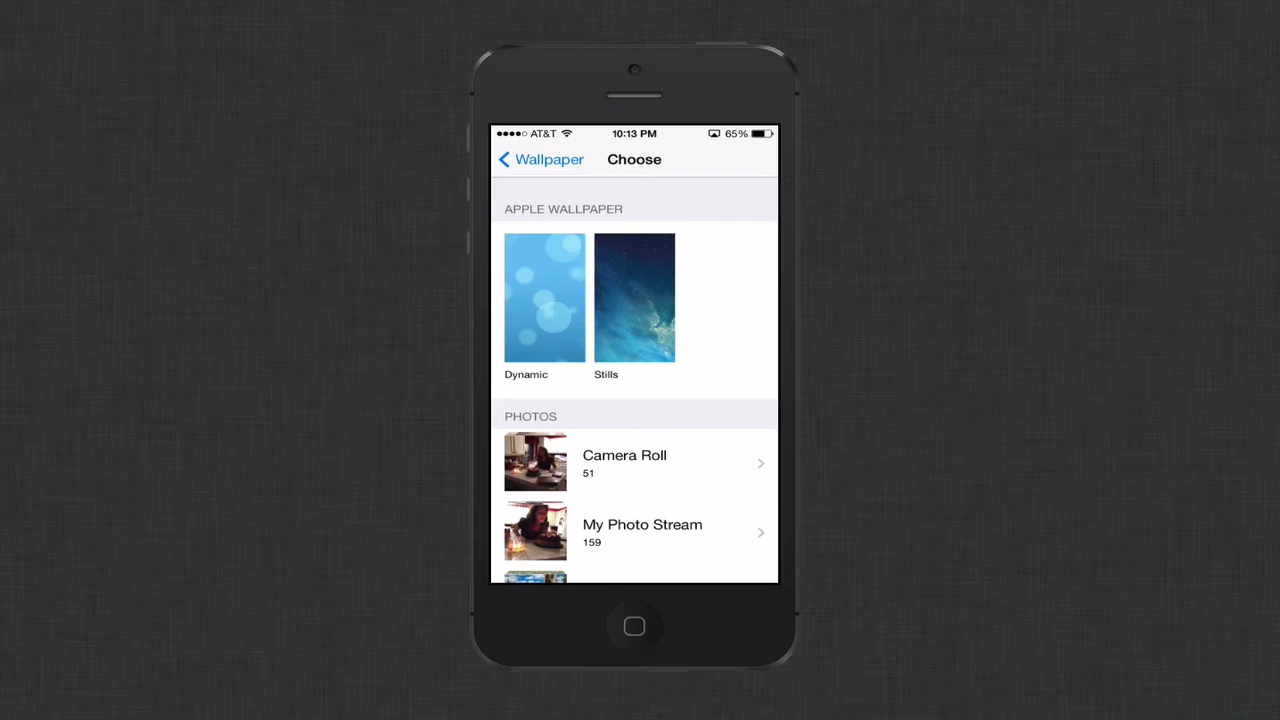 AT&T 10:13 PM 65%
Wallpaper Choose
APPLE WALLPAPER
Dynamic Stills
PHOTOS
Camera Roll
51
My Photo Stream
159